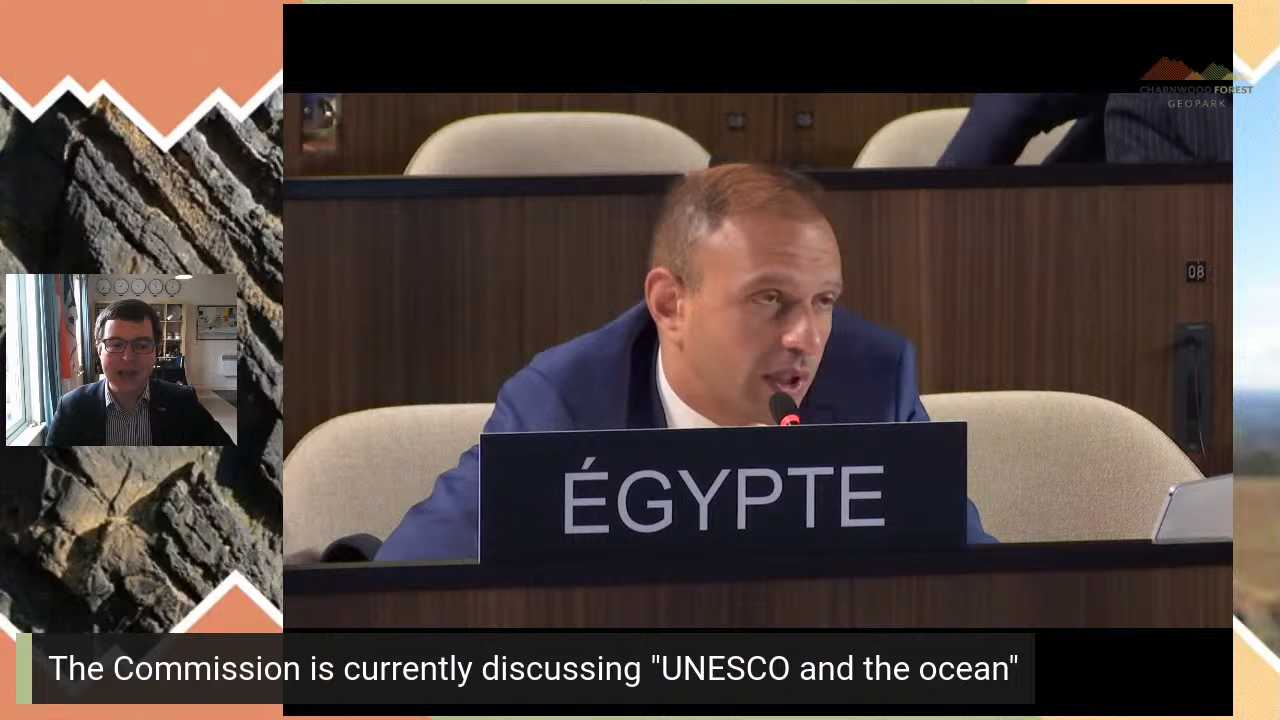 CHARNWOOD FOREST
GEOPARK
08
ÉGYPTE
The Commission is currently discussing "UNESCO and the ocean"